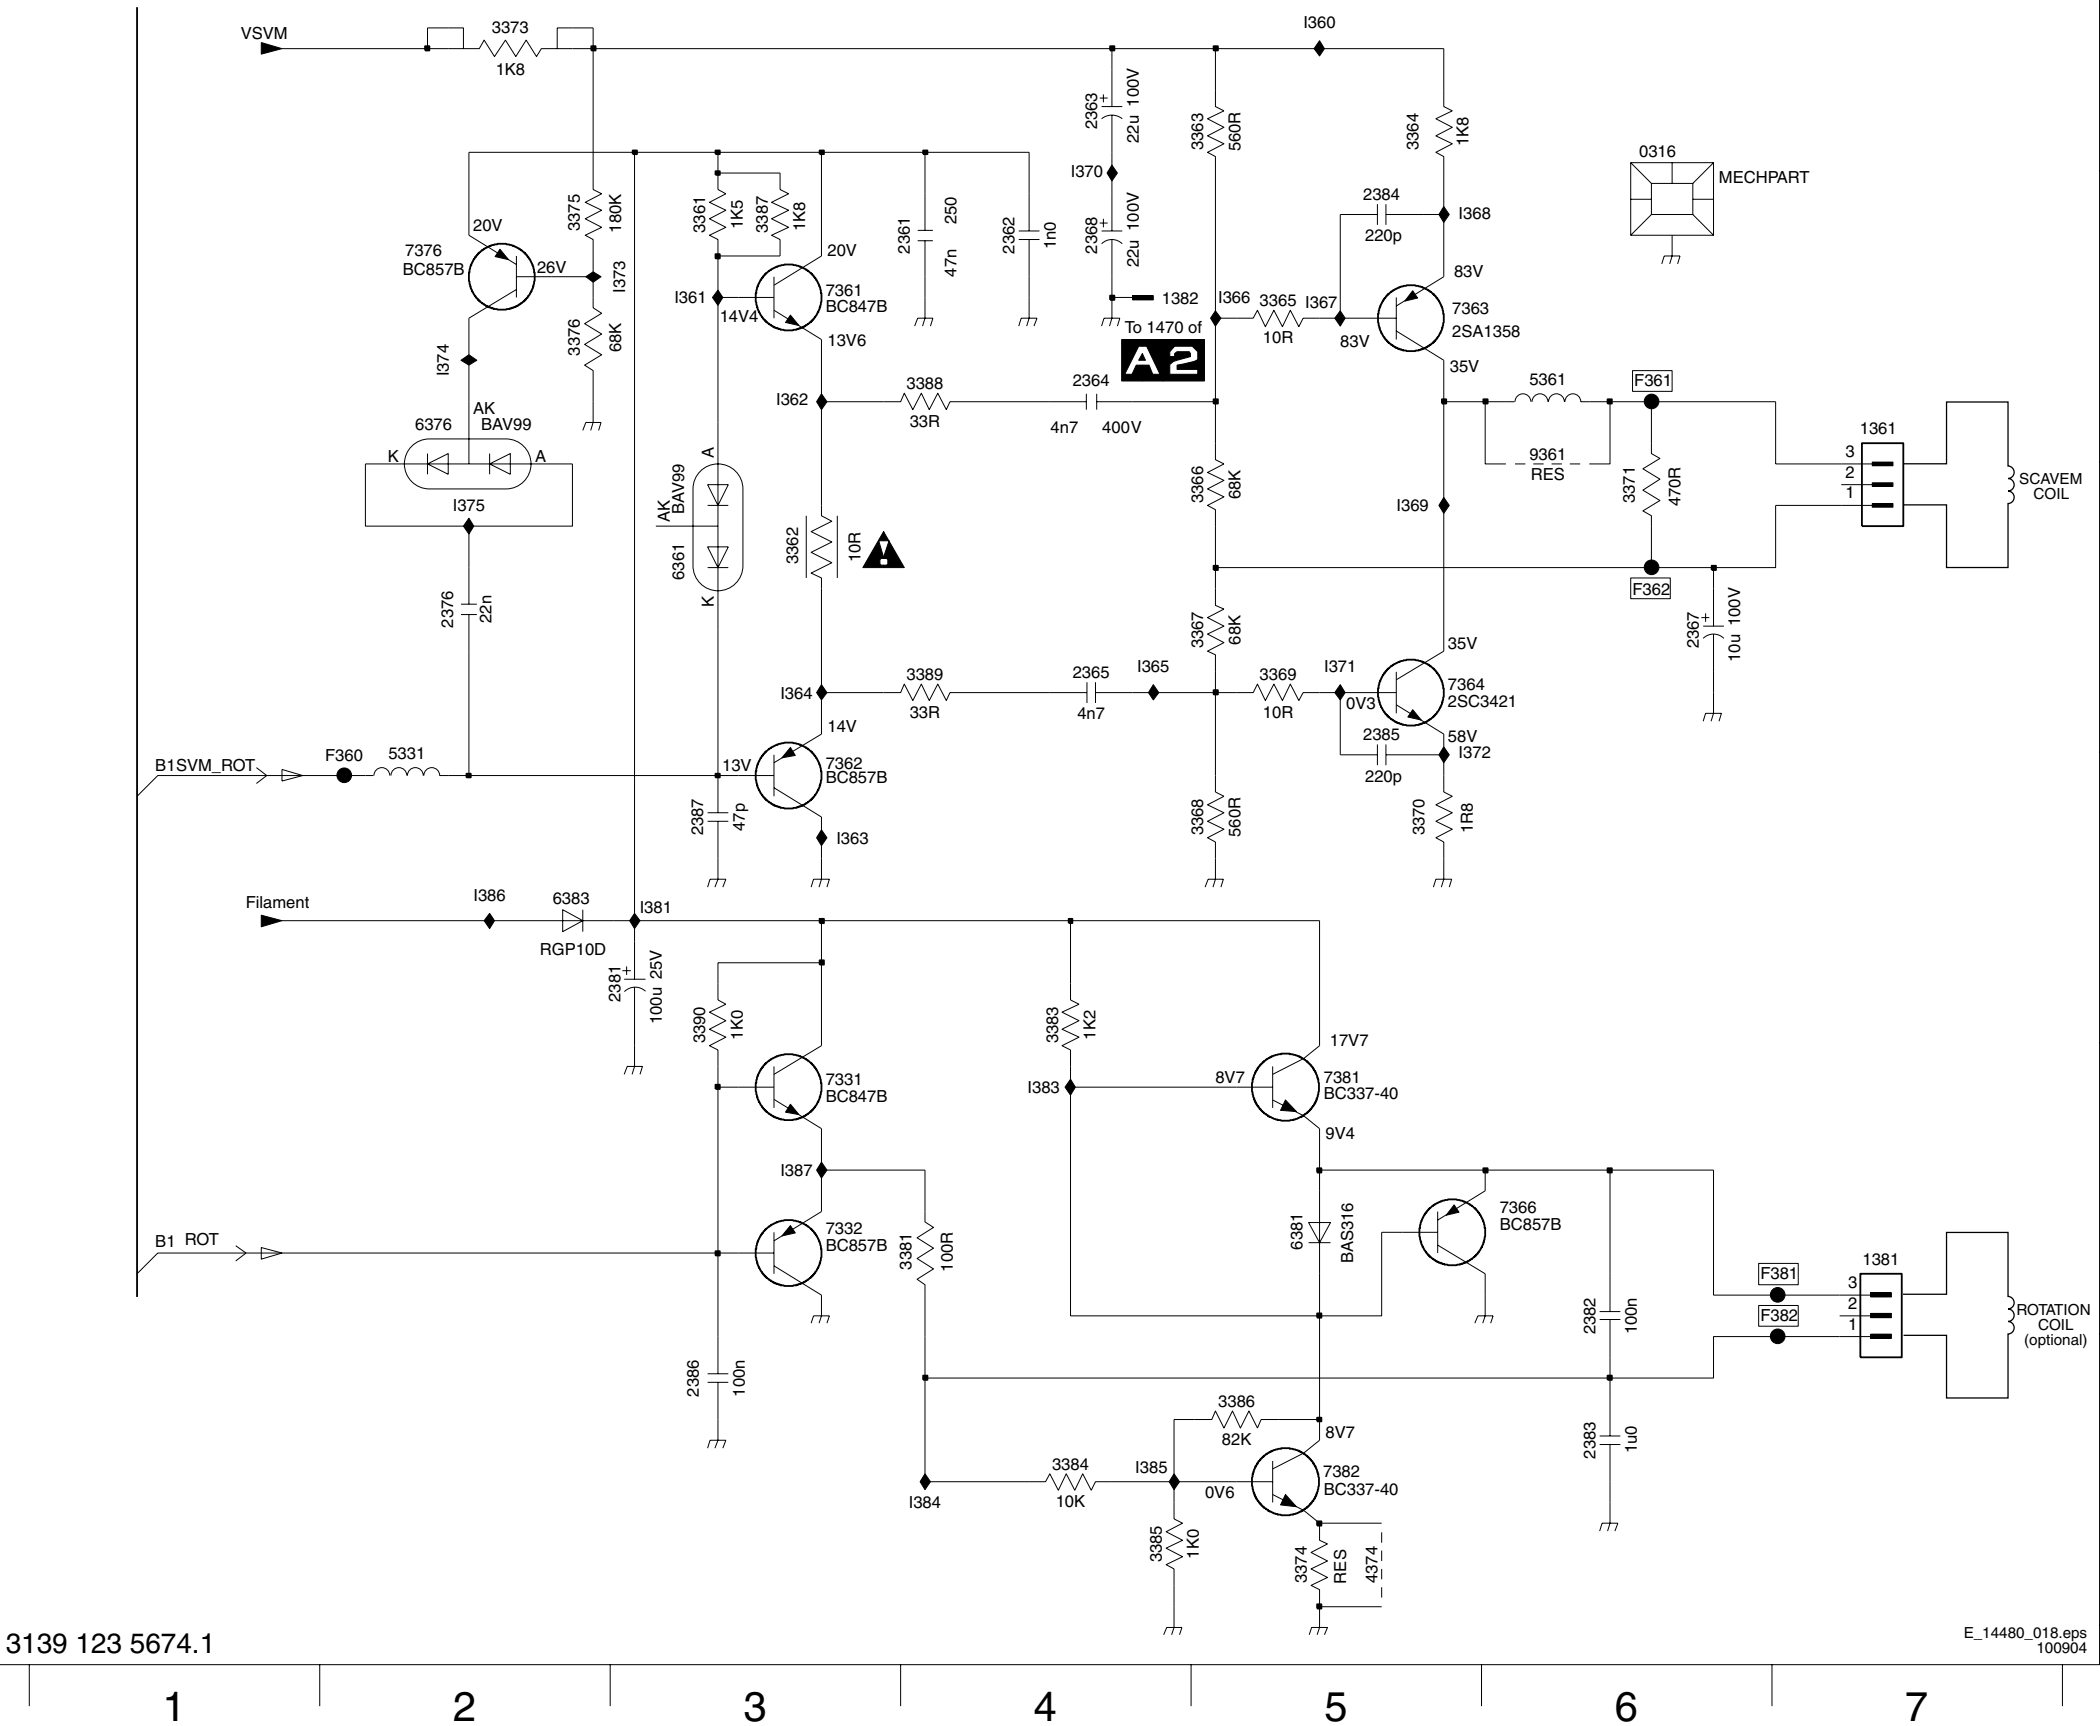 VSVM
3373
1K8
I360
2363
+
22u 100V
3363
560R
3364
1K8
0316
MECHPART
I370
2384
220p
I368
20V
7376
BC857B
26V
3375
180K
I373
3376
68K
3361
1K5
3387
1K8
20V
7361
BC847B
I361
14V4
13V6
2361
250
47n
2362
1n0
2368
+
22u 100V
1382
To 1470 of
A2
I366
3365
10R
I367
83V
83V
7363
2SA1358
35V
I374
AK
6376
BAV99
K
A
I375
I362
3388
33R
2364
4n7
400V
5361
F361
9361
RES
3371
470R
1361
3
2
1
SCAVEM
COIL
A
AK
BAV99
6361
K
3362
10R
3366
68K
I369
F362
2376
22n
3367
68K
2367
+
10u 100V
I364
3389
33R
2365
4n7
I365
3369
10R
I371
0V3
35V
7364
2SC3421
14V
2385
220p
58V
I372
B1SVM_ROT
F360
5331
13V
7362
BC857B
2387
47p
I363
3368
560R
3370
1R8
Filament
I386
6383
RGP10D
I381
2381
+
100u 25V
3390
1K0
3383
1K2
17V7
7331
BC847B
I383
8V7
7381
BC337-40
9V4
I387
7366
BC857B
B1 ROT
7332
BC857B
3381
100R
6381
BAS316
2382
100n
F381
F382
1381
3
2
1
ROTATION
COIL
(optional)
2386
100n
3386
82K
8V7
2383
1u0
I384
3384
10K
I385
0V6
7382
BC337-40
3385
1K0
3374
RES
4374
3139 123 5674.1
E_14480_018.eps
100904
1 2 3 4 5 6 7